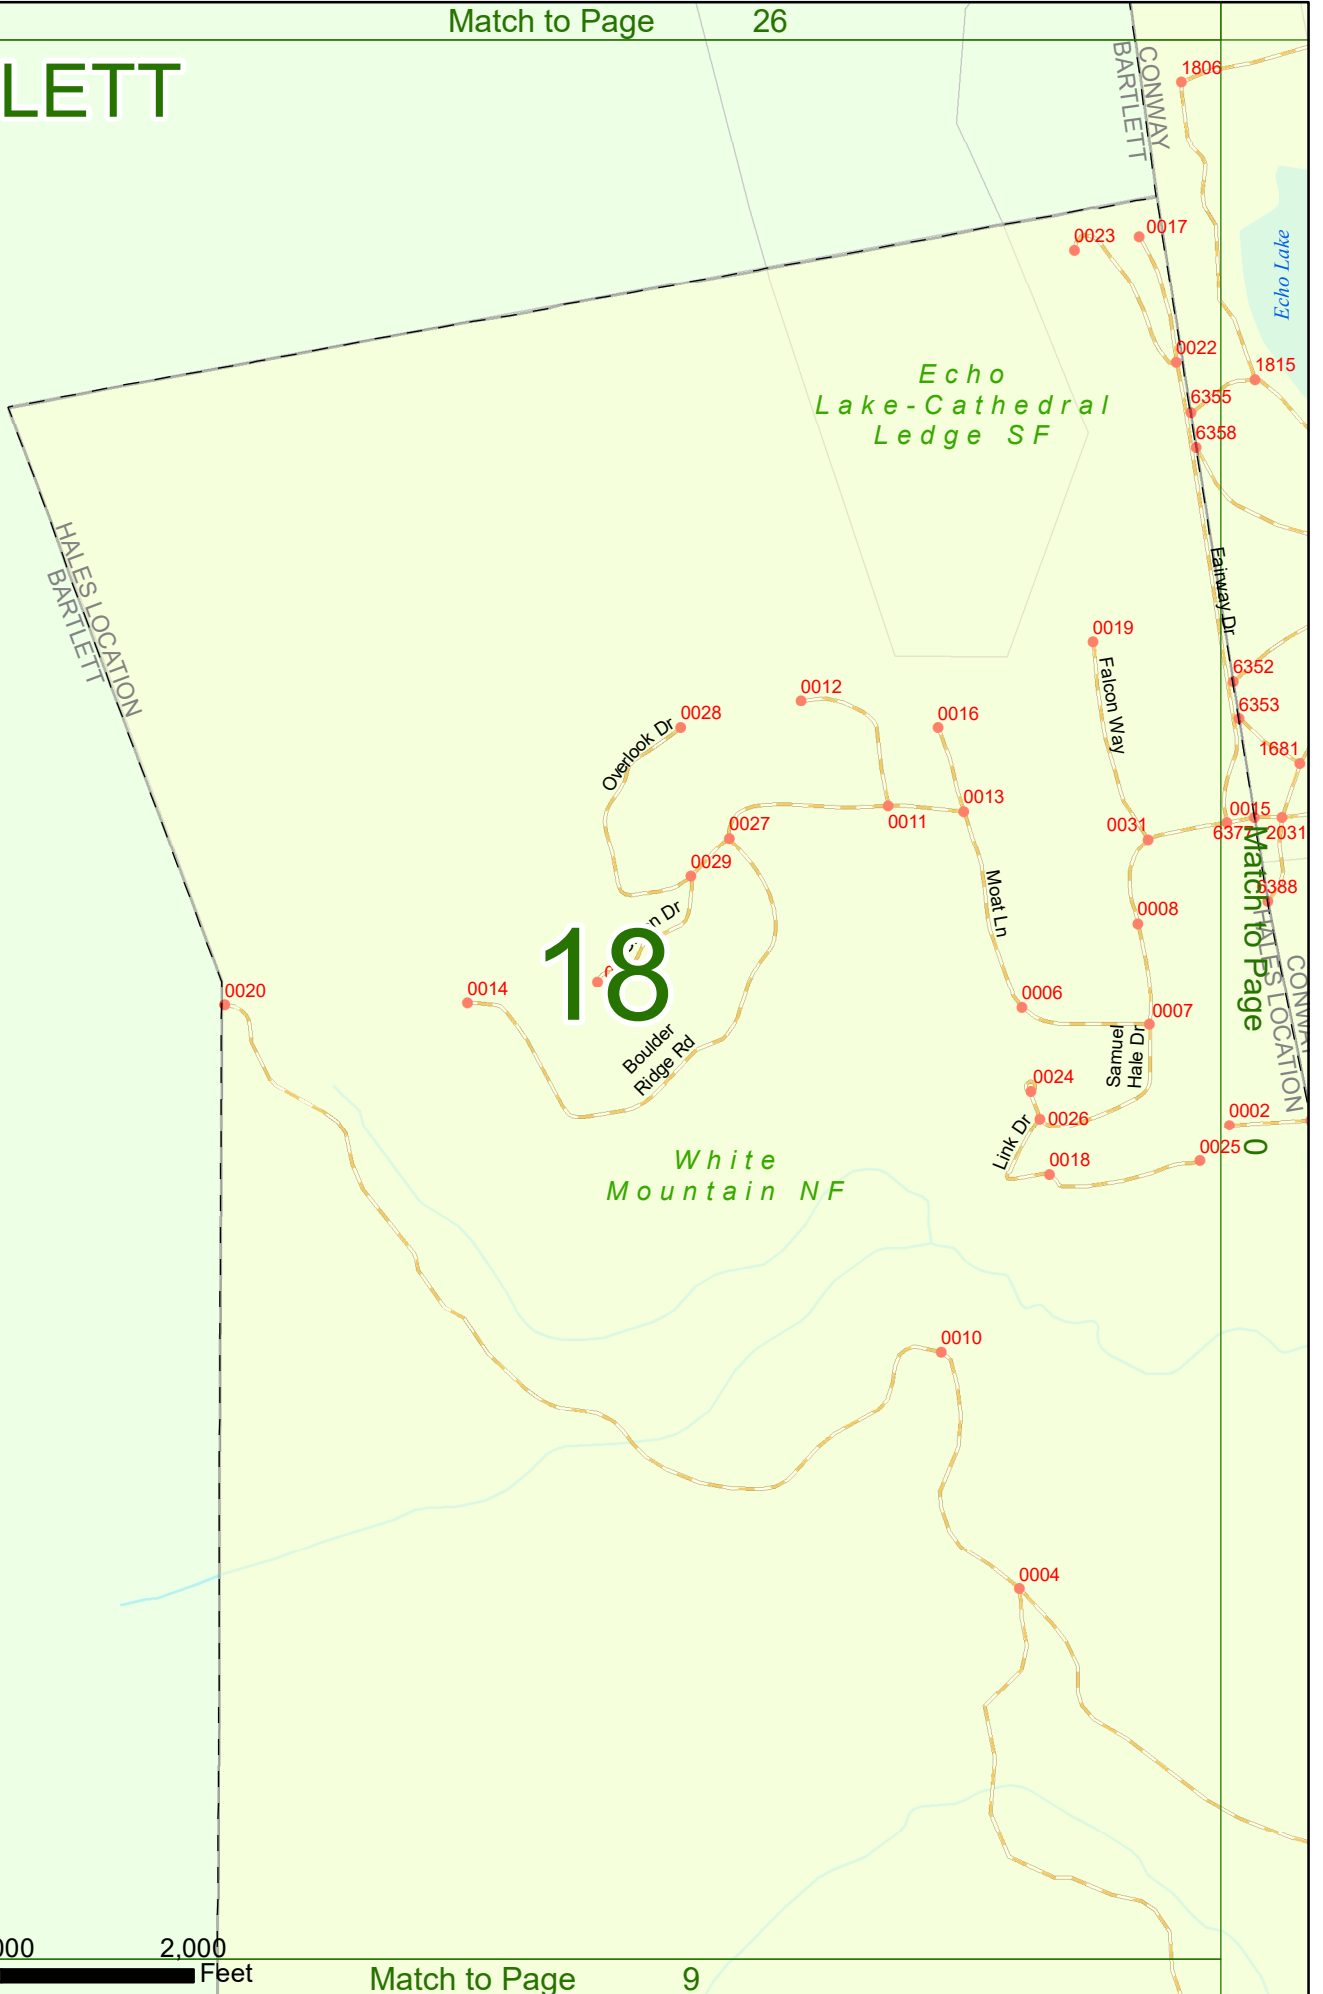 Match to Page 26
LETT
CONWAY
BARTLETT
1806
0023
0017
Echo Lake
0022
1815
6355
6358
Echo
Lake-Cathedral
Ledge SF
HALES LOCATION
BARTLETT
Fairway Dr
0019
6352
6353
1681
Falcon Way
0012
0016
0028
Overlook Dr
0013
0011
0015
6377
2031
0031
0027
0029
Match to Page 0
6388
Moat Ln
0008
18
HALES LOCATION
0020
0014
0006
0007
Boulder
Ridge Rd
Samuel
Hale Dr
0024
0026
0002
Link Dr
0018
0025
White
Mountain NF
0010
0004
000
2,000
Feet
Match to Page 9